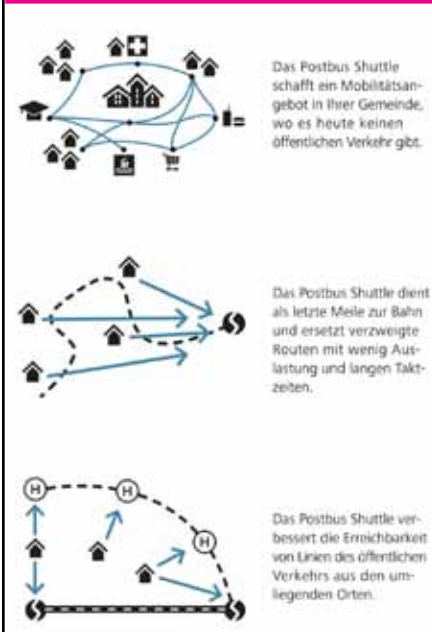 Das Postbus Shuttle
schafft ein Mobilitätsan-
gebot in Ihrer Gemeinde,
wo es heute keinen
öffentlichen Verkehr gibt.
Das Postbus Shuttle dient
als letzte Meile zur Bahn
und ersetzt verzweigte
Routen mit wenig Aus-
lastung und langen Takt-
zeiten.
H
H
H
Das Postbus Shuttle ver-
bessert die Erreichbarkeit
von Linien des öffentlichen
Verkehrs aus den um-
liegenden Orten.